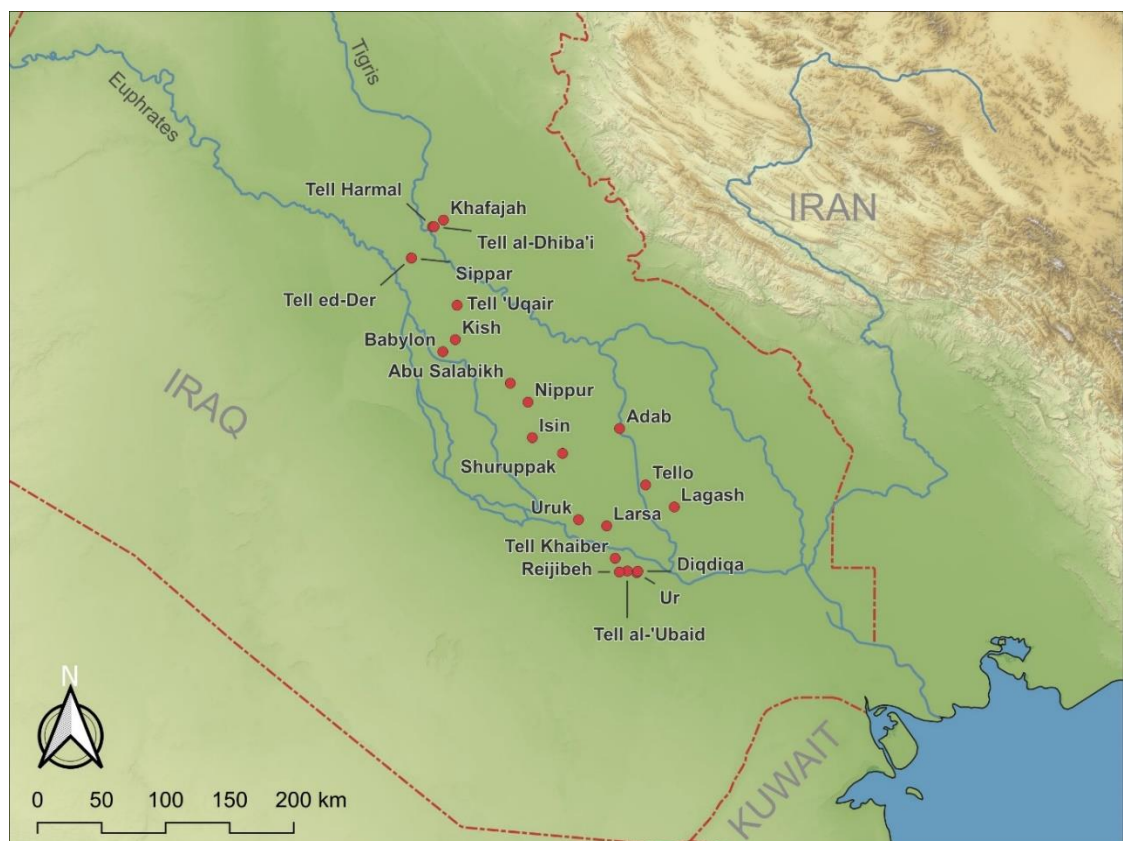 Tigris
Euphrates
IRAN
Tell Harmal
Khafajah
Tell al-Dhiba'i
Sippar
Tell ed-Der
Tell 'Uqair
Kish
Babylon
Abu Salabikh
IRAQ
Nippur
Isin
Adab
Shuruppak
Tello
Lagash
Uruk
Larsa
Tell Khaiber
Reijibeh
Diqdiqa
Ur
Tell al-'Ubaid
N
KUWAIT
0 50 100 150 200 km